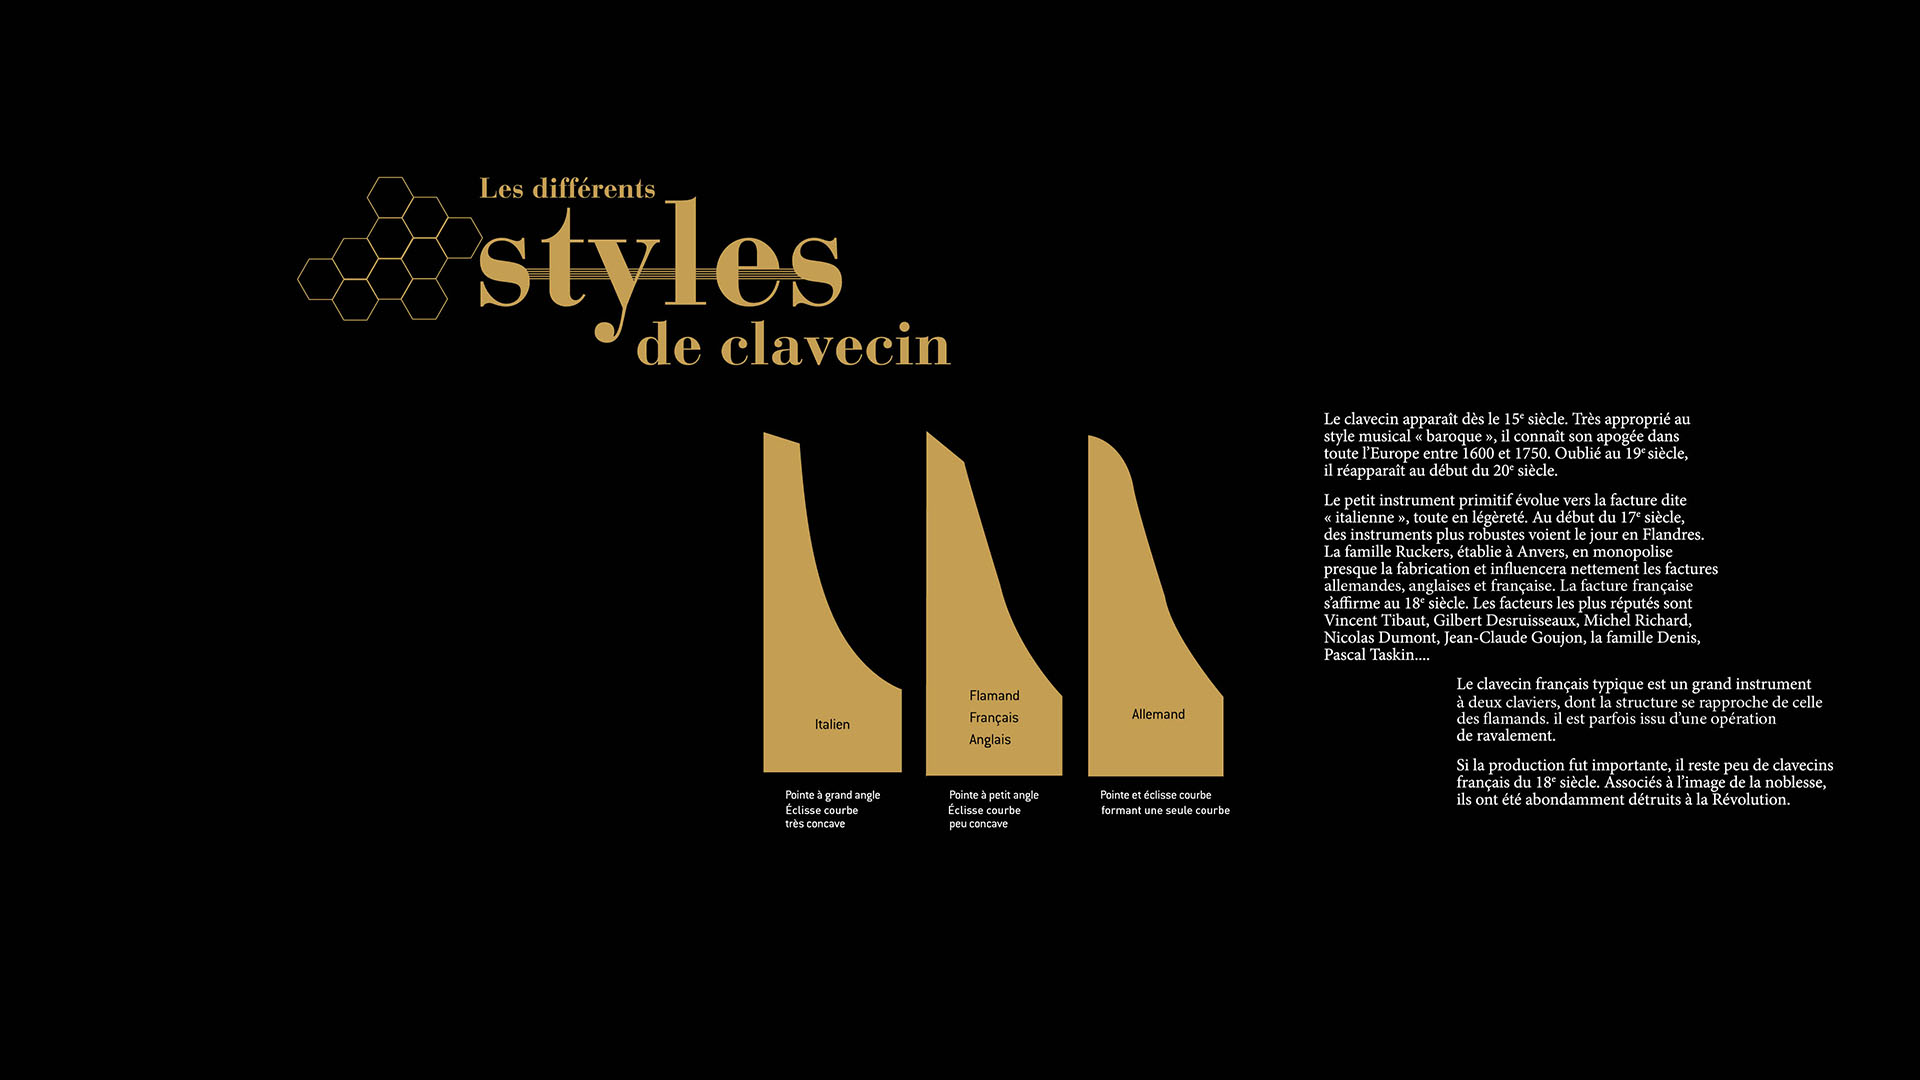 Les différents
styles
de clavecin
Italien
Pointe à grand angle
Éclisse courbe
très concave
Flamand
Français
Anglais
Pointe à petit angle
Éclisse courbe
peu concave
Allemand
Pointe et éclisse courbe
formant une seule courbe
Le clavecin apparaît dès le 15e siècle. Très approprié au
style musical « baroque », il connaît son apogée dans
toute l’Europe entre 1600 et 1750. Oublié au 19e siècle,
il réapparaît au début du 20e siècle.
Le petit instrument primitif évolue vers la facture dite
« italienne », toute en légèreté. Au début du 17e siècle,
des instruments plus robustes voient le jour en Flandres.
La famille Ruckers, établie à Anvers, en monopolise
presque la fabrication et influencera nettement les factures
allemandes, anglaises et française. La facture française
s’affirme au 18e siècle. Les facteurs les plus réputés sont
Vincent Tibaut, Gilbert Desruisseaux, Michel Richard,
Nicolas Dumont, Jean-Claude Goujon, la famille Denis,
Pascal Taskin....
Le clavecin français typique est un grand instrument
à deux claviers, dont la structure se rapproche de celle
des flamands. il est parfois issu d’une opération
de ravalement.
Si la production fut importante, il reste peu de clavecins
français du 18e siècle. Associés à l’image de la noblesse,
ils ont été abondamment détruits à la Révolution.